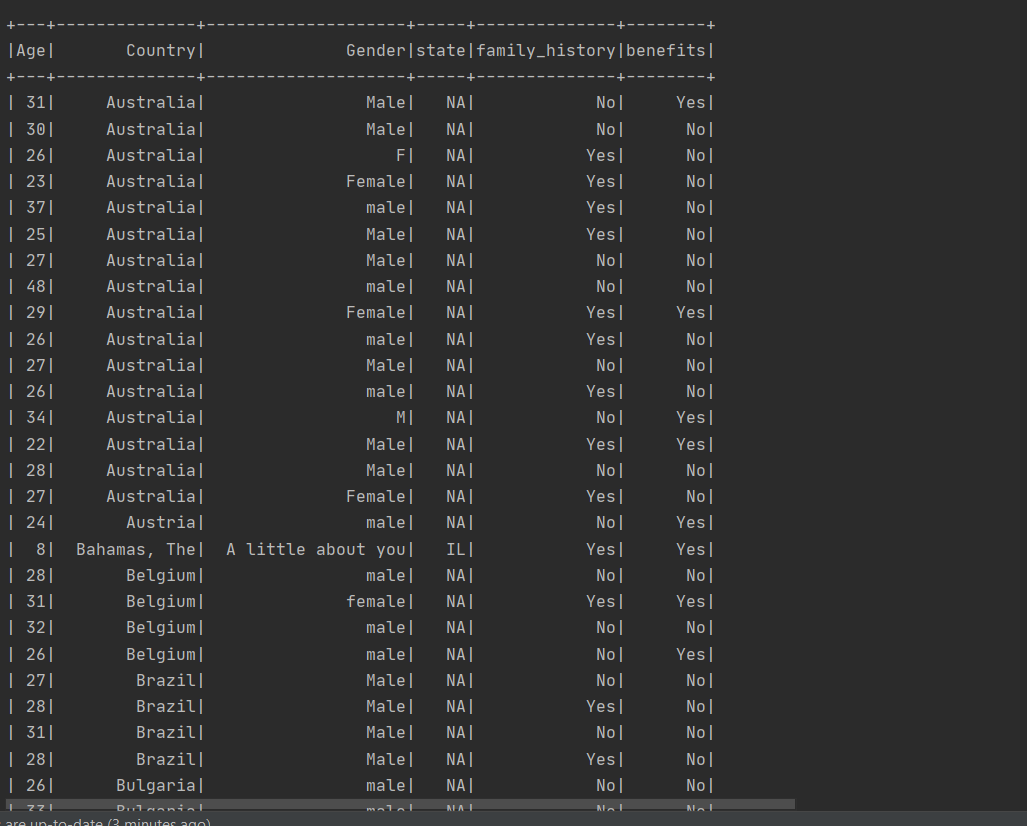 +---+--------------+--------------------+-----+--------------+--------+
|Age|       Country|              Gender|state|family_history|benefits|
+---+--------------+--------------------+-----+--------------+--------+
| 31|     Australia|                Male|   NA|            No|     Yes|
| 30|     Australia|                Male|   NA|            No|      No|
| 26|     Australia|                   F|   NA|           Yes|      No|
| 23|     Australia|              Female|   NA|           Yes|      No|
| 37|     Australia|                male|   NA|           Yes|      No|
| 25|     Australia|                Male|   NA|           Yes|      No|
| 27|     Australia|                Male|   NA|            No|      No|
| 48|     Australia|                male|   NA|            No|      No|
| 29|     Australia|              Female|   NA|           Yes|     Yes|
| 26|     Australia|                male|   NA|           Yes|      No|
| 27|     Australia|                Male|   NA|            No|      No|
| 26|     Australia|                male|   NA|           Yes|      No|
| 34|     Australia|                   M|   NA|            No|     Yes|
| 22|     Australia|                Male|   NA|           Yes|     Yes|
| 28|     Australia|                Male|   NA|            No|      No|
| 27|     Australia|              Female|   NA|           Yes|      No|
| 24|       Austria|                male|   NA|            No|     Yes|
|  8|  Bahamas, The|  A little about you|   IL|           Yes|     Yes|
| 28|       Belgium|                male|   NA|            No|      No|
| 31|       Belgium|              female|   NA|           Yes|     Yes|
| 32|       Belgium|                male|   NA|            No|      No|
| 26|       Belgium|                male|   NA|            No|     Yes|
| 27|        Brazil|                Male|   NA|            No|      No|
| 28|        Brazil|                Male|   NA|           Yes|      No|
| 31|        Brazil|                Male|   NA|            No|      No|
| 28|        Brazil|                Male|   NA|           Yes|      No|
| 26|      Bulgaria|                male|   NA|            No|      No|
| 33|      Bulgaria|                male|   NA|            No|      No|
are up-to-date (3 minutes ago)